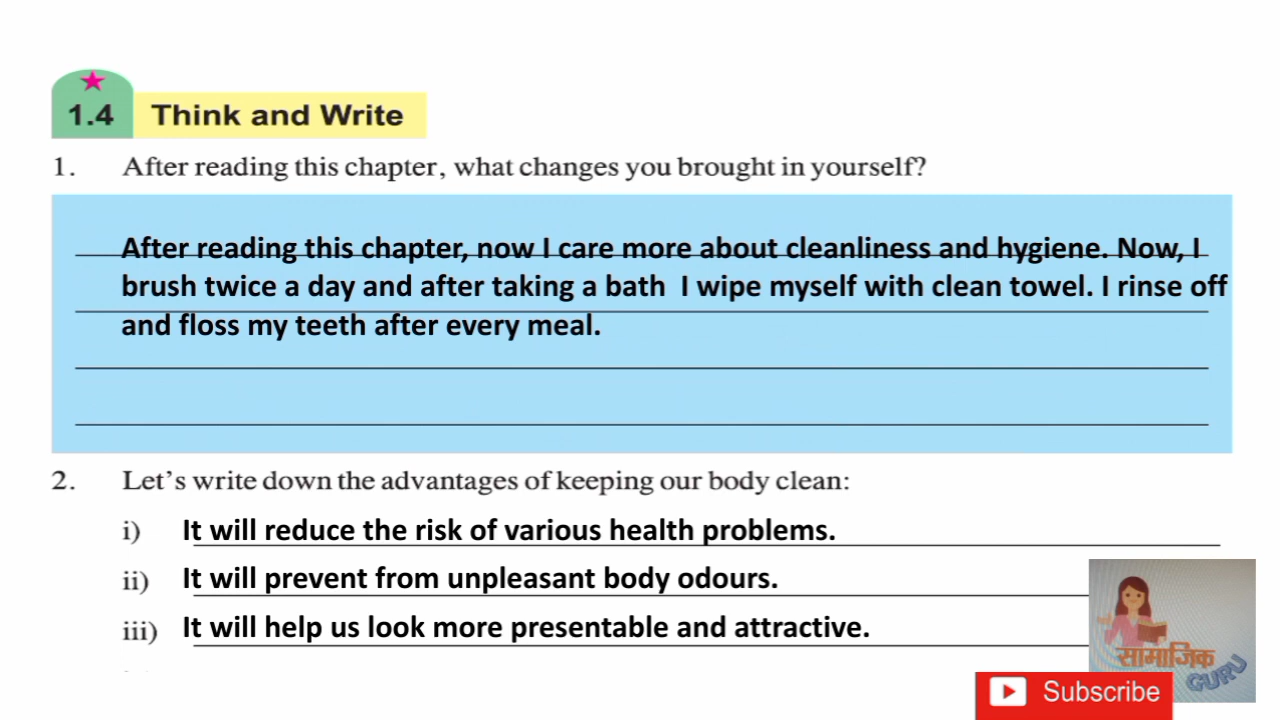 1.4 Think and Write
1. After reading this chapter, what changes you brought in yourself?
After reading this chapter, now I care more about cleanliness and hygiene. Now, I
brush twice a day and after taking a bath I wipe myself with clean towel. I rinse off
and floss my teeth after every meal.
2. Let's write down the advantages of keeping our body clean:
i) It will reduce the risk of various health problems.
ii) It will prevent from unpleasant body odours.
iii) It will help us look more presentable and attractive.
सामाजिक
GURU
Subscribe